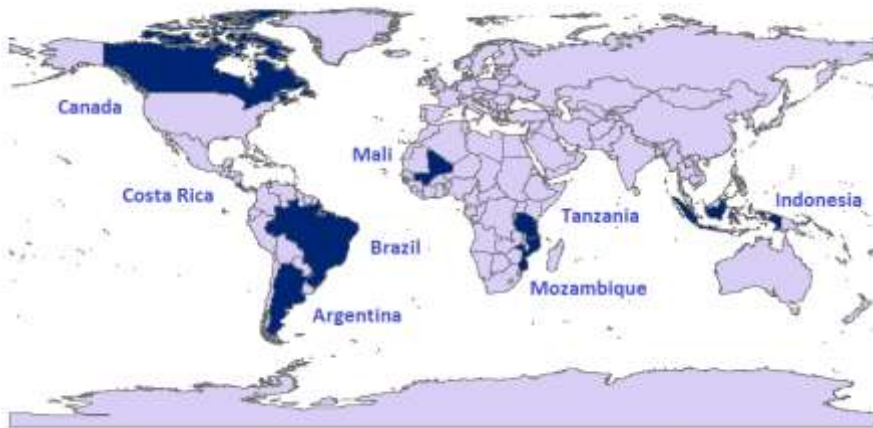 Canada
Mali
Costa Rica
Indonesia
Tanzania
Brazil
Mozambique
Argentina